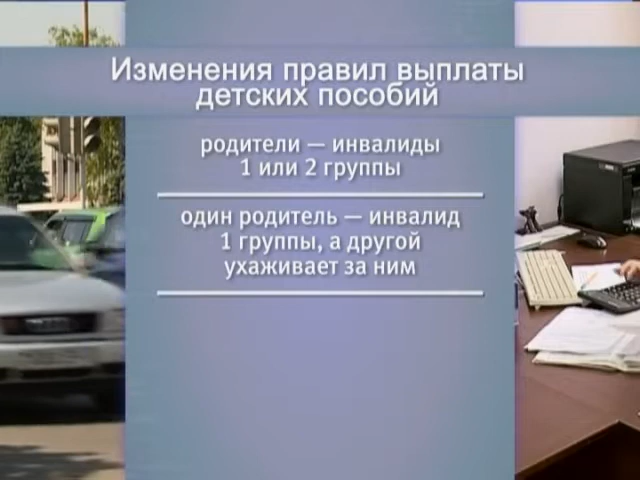 Изменения правил выплаты
детских пособий
родители — инвалиды
1 или 2 группы
один родитель — инвалид
1 группы, а другой
ухаживает за ним